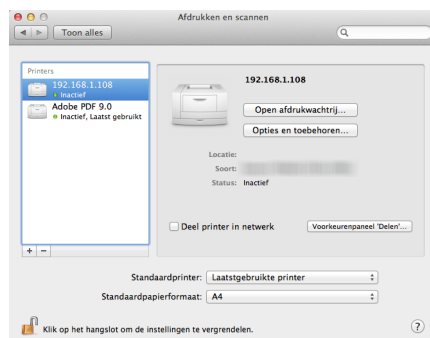 Afdrukken en scannen
Toon alles
Printers
192.168.1.108
Inactief
Adobe PDF 9.0
Inactief, Laatst gebruikt
192.168.1.108
Open afdrukwachtrij...
Opties en toebehoren...
Locatie:
Soort:
Status: Inactief
Deel printer in netwerk
Voorkeurenpaneel 'Delen'...
+ −
Standaardprinter: Laatstgebruikte printer
Standaardpapierformaat: A4
Klik op het hangslot om de instellingen te vergrendelen.
?